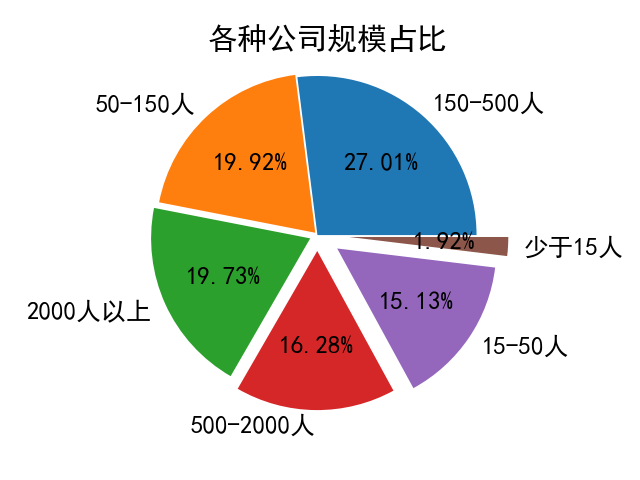 各种公司规模占比
50-150人
150-500人
19.92%
27.01%
1.92%
少于15人
19.73%
15.13%
2000人以上
16.28%
15-50人
500-2000人